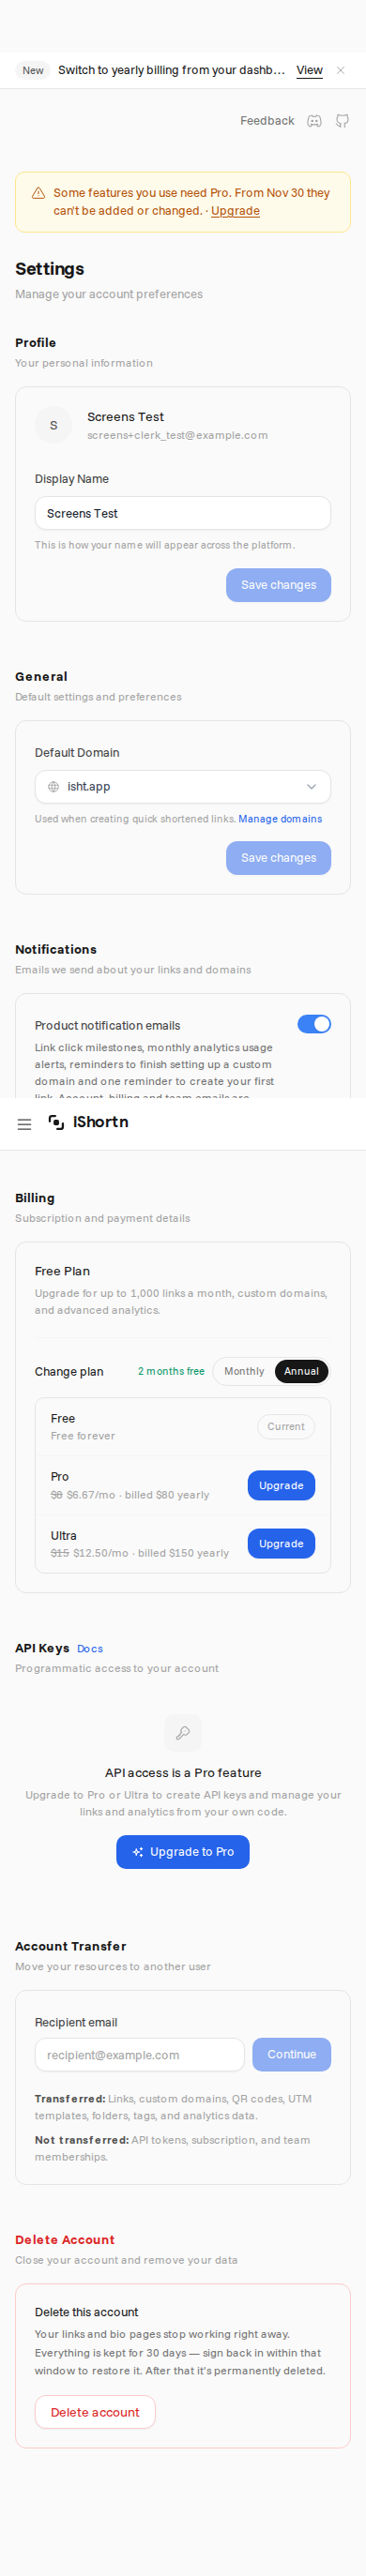 New Switch to yearly billing from your dashb... View
Feedback
Some features you use need Pro. From Nov 30 they
can't be added or changed. · Upgrade
Settings
Manage your account preferences
Profile
Your personal information
S
Screens Test
screens+clerk_test@example.com
Display Name
Screens Test
This is how your name will appear across the platform.
Save changes
General
Default settings and preferences
Default Domain
isht.app
Used when creating quick shortened links. Manage domains
Save changes
Notifications
Emails we send about your links and domains
Product notification emails
Link click milestones, monthly analytics usage
alerts, reminders to finish setting up a custom
domain and one reminder to create your first
link. Account, billing and team emails are
iShortn
Billing
Subscription and payment details
Free Plan
Upgrade for up to 1,000 links a month, custom domains,
and advanced analytics.
Change plan 2 months free Monthly Annual
Free
Free forever
Current
Pro
$8 $6.67/mo · billed $80 yearly
Upgrade
Ultra
$15 $12.50/mo · billed $150 yearly
Upgrade
API Keys Docs
Programmatic access to your account
API access is a Pro feature
Upgrade to Pro or Ultra to create API keys and manage your
links and analytics from your own code.
Upgrade to Pro
Account Transfer
Move your resources to another user
Recipient email
recipient@example.com Continue
Transferred: Links, custom domains, QR codes, UTM
templates, folders, tags, and analytics data.
Not transferred: API tokens, subscription, and team
memberships.
Delete Account
Close your account and remove your data
Delete this account
Your links and bio pages stop working right away.
Everything is kept for 30 days — sign back in within that
window to restore it. After that it's permanently deleted.
Delete account